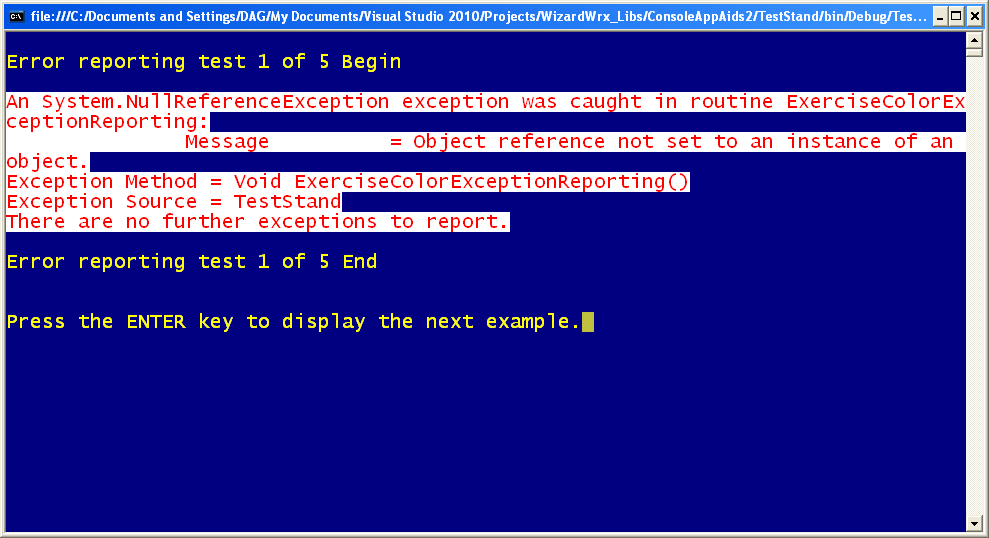 file:///C:/Documents and Settings/DAG/My Documents/Visual Studio 2010/Projects/WizardWrx_Libs/ConsoleAppAids2/TestStand/bin/Debug/Tes...
Error reporting test 1 of 5 Begin
An System.NullReferenceException exception was caught in routine ExerciseColorEx
ceptionReporting:
Message = Object reference not set to an instance of an
object.
Exception Method = Void ExerciseColorExceptionReporting()
Exception Source = TestStand
There are no further exceptions to report.
Error reporting test 1 of 5 End
Press the ENTER key to display the next example.